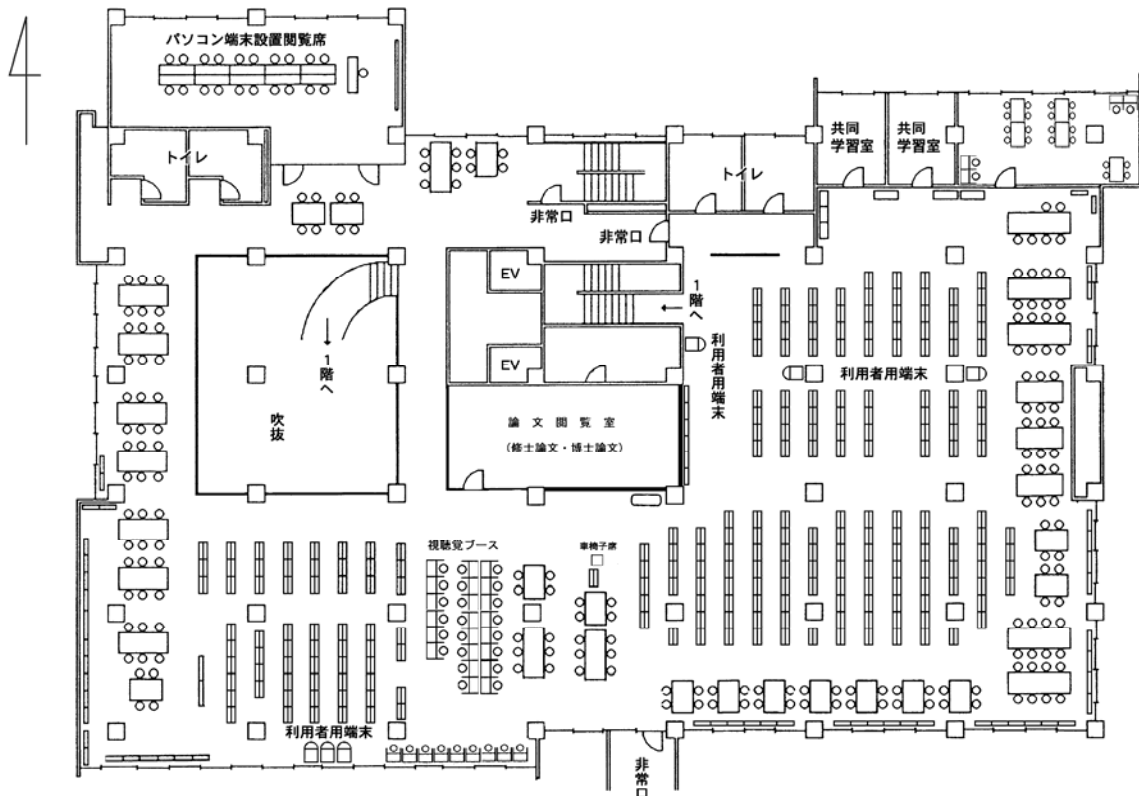 パソコン端末設置閲覧席
トイレ
共同
学習室
共同
学習室
トイレ
非常口
非常口
EV
1階へ
1階へ
利用者用端末
利用者用端末
EV
吹抜
論文閲覧室
(修士論文・博士論文)
視聴覚ブース
車椅子席
利用者用端末
非常口